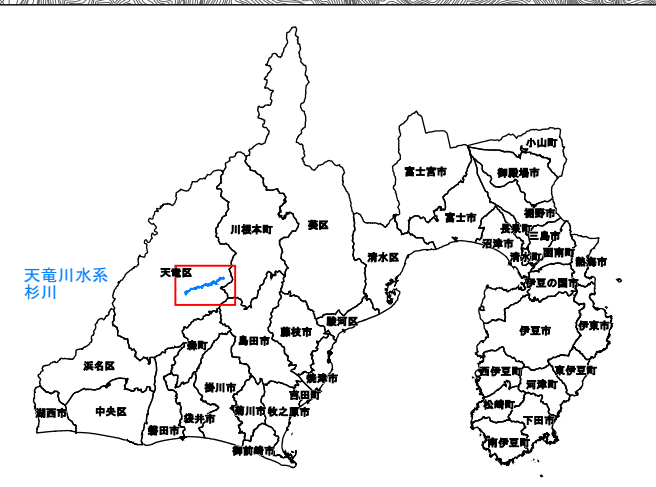 小山町
富士宮市
御殿場市
裾野市
富士市
長泉町
三島市
沼津市
函南町
清水町
熱海市
葵区
川根本町
清水区
天竜区
天竜川水系
杉川
伊豆の国市
駿河区
伊豆市
伊東市
藤枝市
島田市
森町
浜名区
焼津市
西伊豆町
東伊豆町
河津町
掛川市
吉田町
湖西市
中央区
菊川市
牧之原市
松崎町
袋井市
下田市
磐田市
御前崎市
南伊豆町